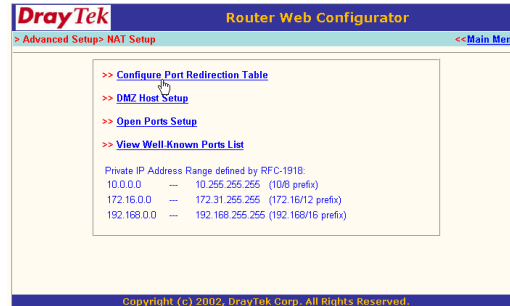 DrayTek Router Web Configurator
> Advanced Setup> NAT Setup <<Main Men
>> Configure Port Redirection Table
>> DMZ Host Setup
>> Open Ports Setup
>> View Well-Known Ports List
Private IP Address Range defined by RFC-1918:
10.0.0.0 --- 10.255.255.255 (10/8 prefix)
172.16.0.0 --- 172.31.255.255 (172.16/12 prefix)
192.168.0.0 --- 192.168.255.255 (192.168/16 prefix)
Copyright (c) 2002, DrayTek Corp. All Rights Reserved.